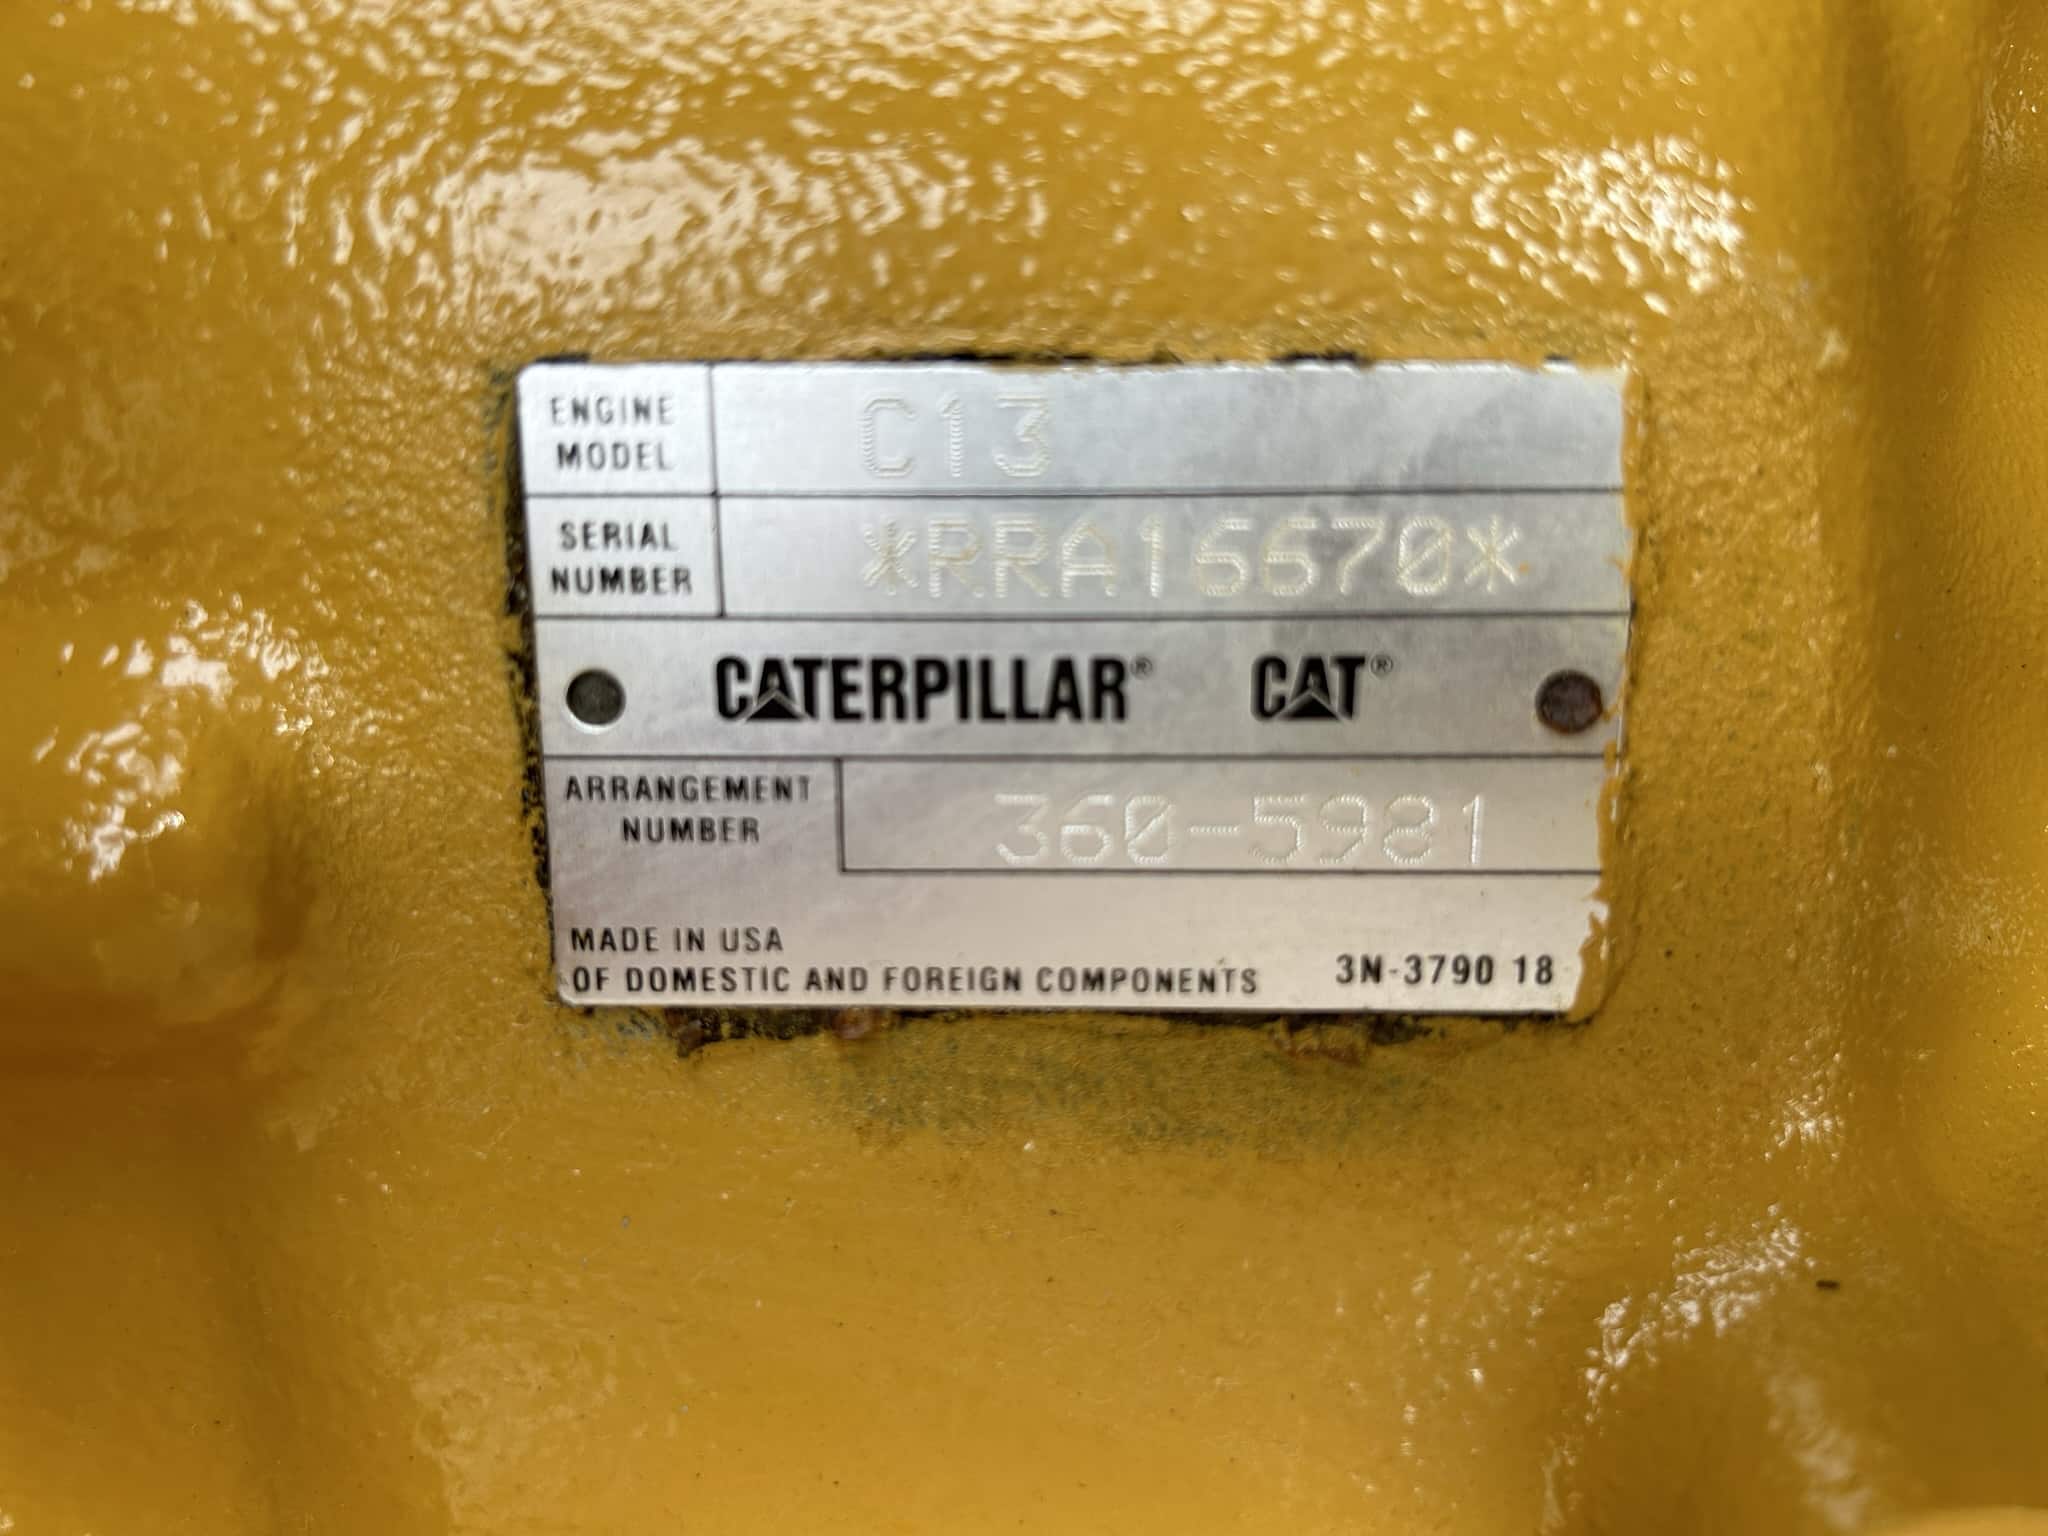 ENGINE MODEL C13
SERIAL NUMBER *RRA16670*
CATERPILLAR® CAT®
ARRANGEMENT NUMBER 360-5981
MADE IN USA
OF DOMESTIC AND FOREIGN COMPONENTS 3N-3790 18